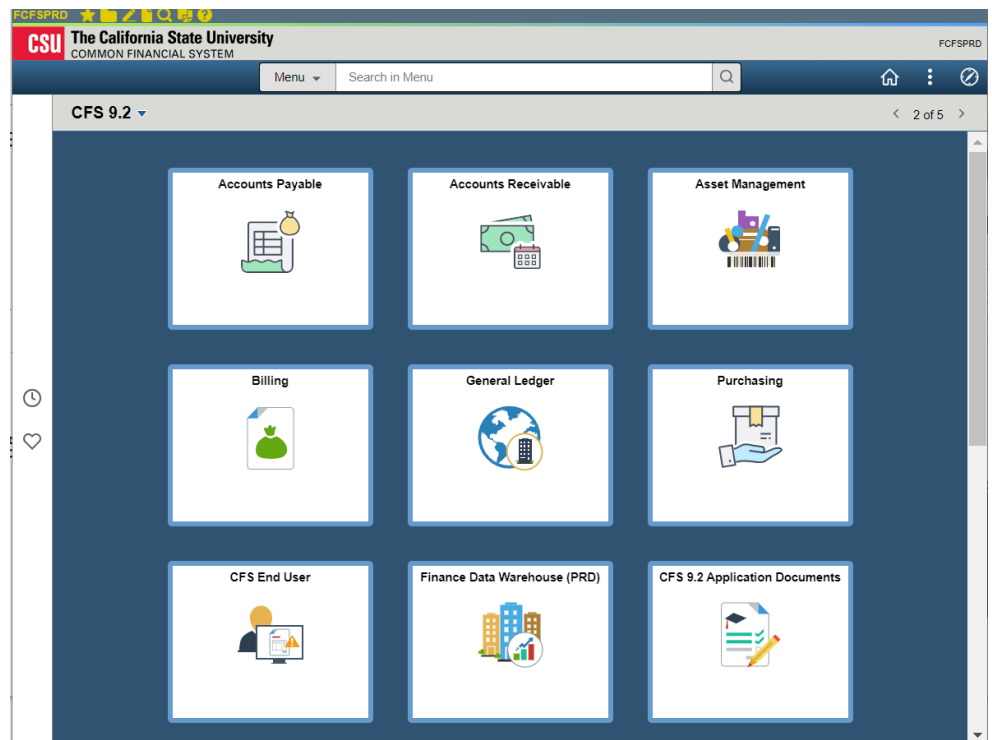 FCFSPRD
CSU The California State University
COMMON FINANCIAL SYSTEM
FCFSPRD
Menu Search in Menu
CFS 9.2 2 of 5
Accounts Payable Accounts Receivable Asset Management
Billing General Ledger Purchasing
CFS End User Finance Data Warehouse (PRD) CFS 9.2 Application Documents